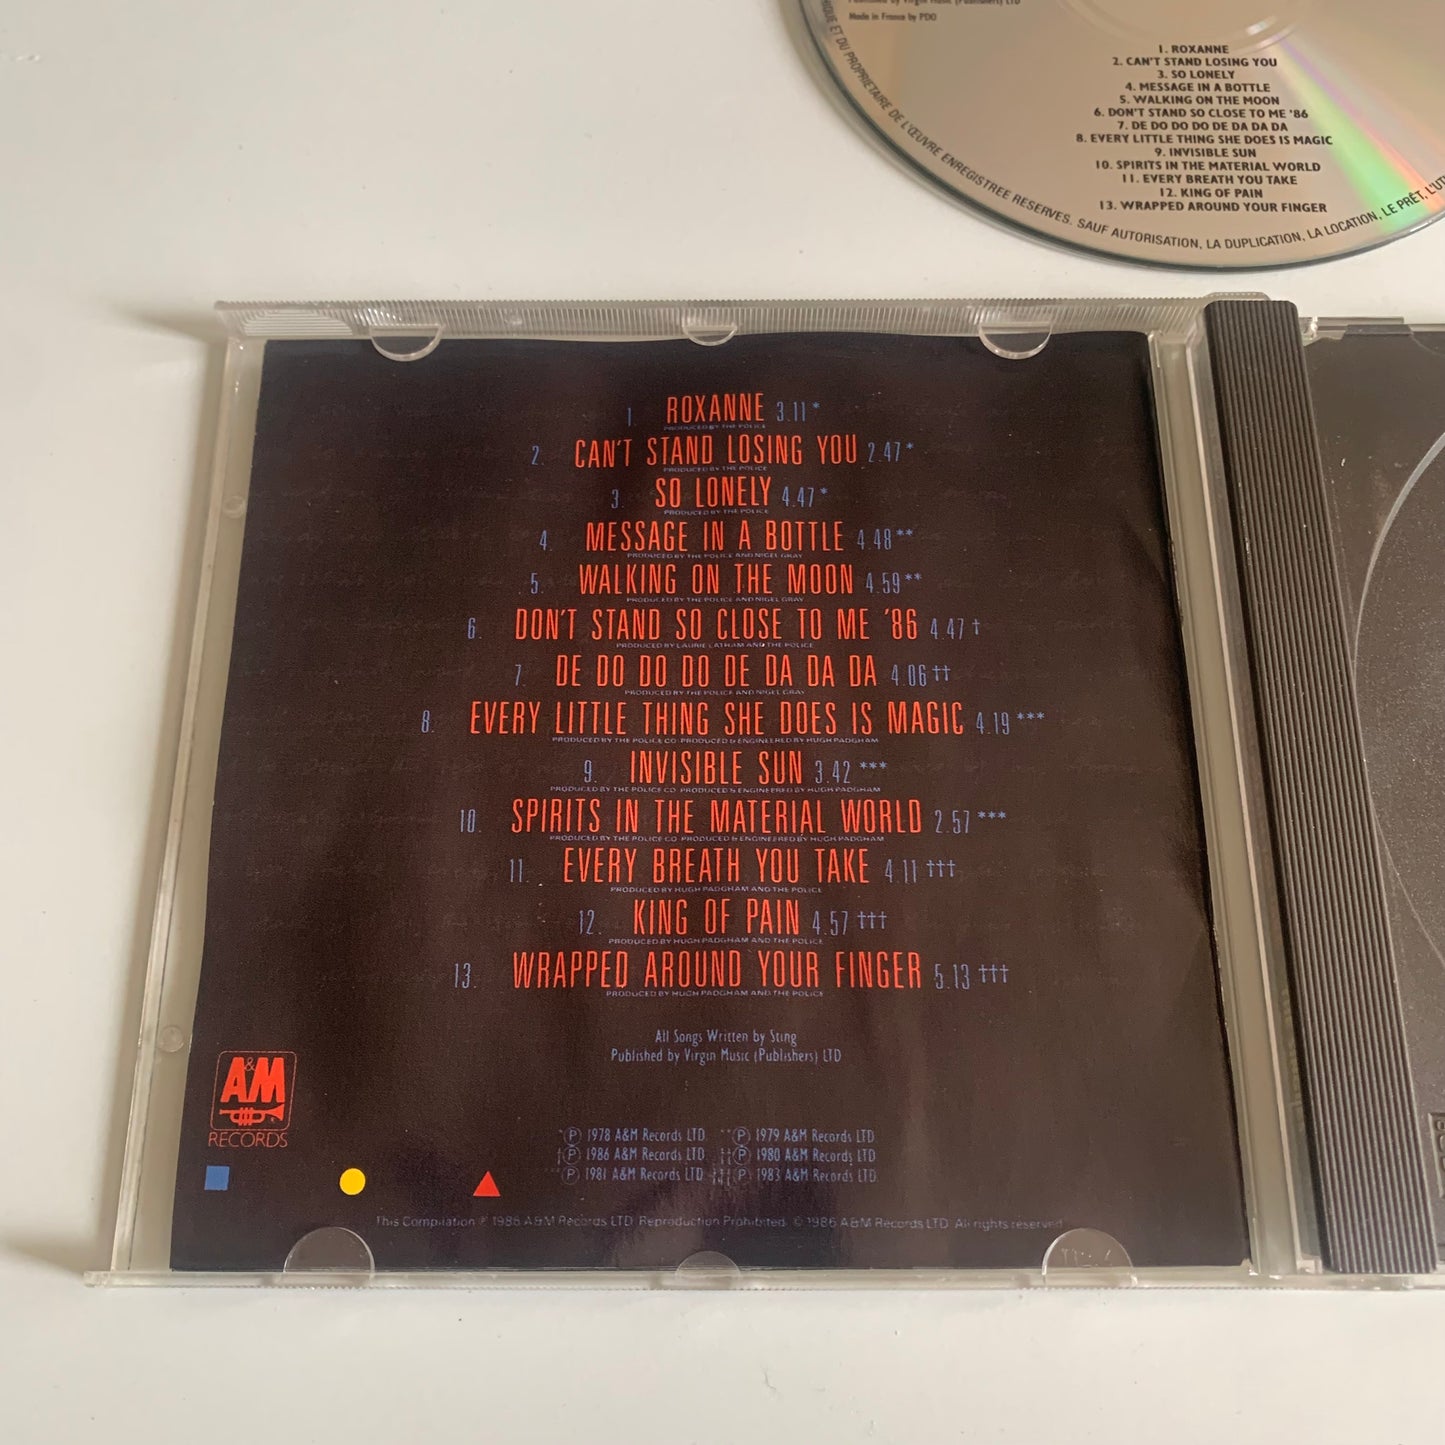 Published by Virgin Music (Publishers) LTD
Made in France by PDO
1. ROXANNE
2. CAN'T STAND LOSING YOU
3. SO LONELY
4. MESSAGE IN A BOTTLE
5. WALKING ON THE MOON
6. DON'T STAND SO CLOSE TO ME '86
7. DE DO DO DO DE DA DA DA
8. EVERY LITTLE THING SHE DOES IS MAGIC
9. INVISIBLE SUN
10. SPIRITS IN THE MATERIAL WORLD
11. EVERY BREATH YOU TAKE
12. KING OF PAIN
13. WRAPPED AROUND YOUR FINGER
ET DU PROPRIETAIRE DE L'ŒUVRE ENREGISTREE RESERVES. SAUF AUTORISATION, LA DUPLICATION, LA LOCATION, LE PRÊT, L'UT
1. ROXANNE 3.11 *
PRODUCED BY THE POLICE
2. CAN'T STAND LOSING YOU 2.47 *
PRODUCED BY THE POLICE
3. SO LONELY 4.47 *
PRODUCED BY THE POLICE
4. MESSAGE IN A BOTTLE 4.48 **
PRODUCED BY THE POLICE AND NIGEL GRAY
5. WALKING ON THE MOON 4.59 **
PRODUCED BY THE POLICE AND NIGEL GRAY
6. DON'T STAND SO CLOSE TO ME '86 4.47 †
PRODUCED BY LAURIE LATHAM AND THE POLICE
7. DE DO DO DO DE DA DA DA 4.06 ††
PRODUCED BY THE POLICE AND NIGEL GRAY
8. EVERY LITTLE THING SHE DOES IS MAGIC 4.19 ***
PRODUCED BY THE POLICE CO PRODUCED & ENGINEERED BY HUGH PADGHAM
9. INVISIBLE SUN 3.42 ***
PRODUCED BY THE POLICE CO PRODUCED & ENGINEERED BY HUGH PADGHAM
10. SPIRITS IN THE MATERIAL WORLD 2.57 ***
PRODUCED BY THE POLICE CO PRODUCED & ENGINEERED BY HUGH PADGHAM
11. EVERY BREATH YOU TAKE 4.11 †††
PRODUCED BY HUGH PADGHAM AND THE POLICE
12. KING OF PAIN 4.57 †††
PRODUCED BY HUGH PADGHAM AND THE POLICE
13. WRAPPED AROUND YOUR FINGER 5.13 †††
PRODUCED BY HUGH PADGHAM AND THE POLICE
All Songs Written by Sting
Published by Virgin Music (Publishers) LTD
A&M
RECORDS
*℗ 1978 A&M Records LTD **℗ 1979 A&M Records LTD
†℗ 1986 A&M Records LTD ††℗ 1980 A&M Records LTD
***℗ 1981 A&M Records LTD †††℗ 1983 A&M Records LTD
This Compilation ℗ 1986 A&M Records LTD. Reproduction Prohibited. © 1986 A&M Records LTD. All rights reserved